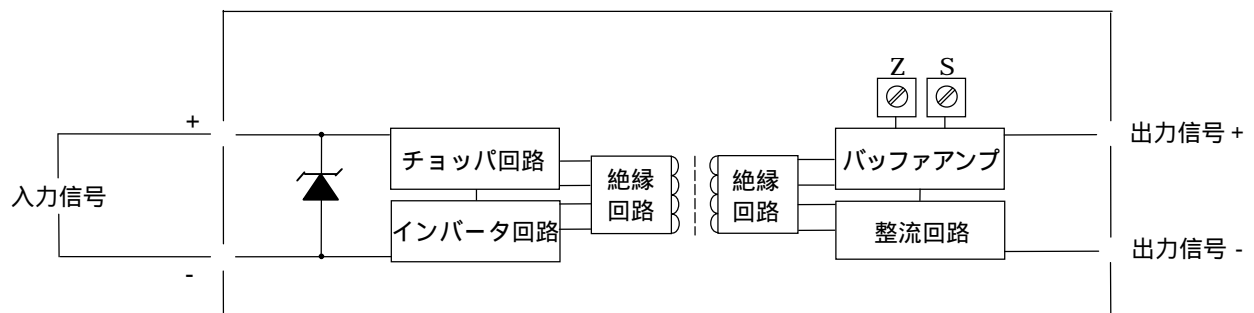 Z S
+
出力信号 +
チョッパ回路
バッファアンプ
入力信号
絶縁
回路
絶縁
回路
インバータ回路
整流回路
出力信号 -
-